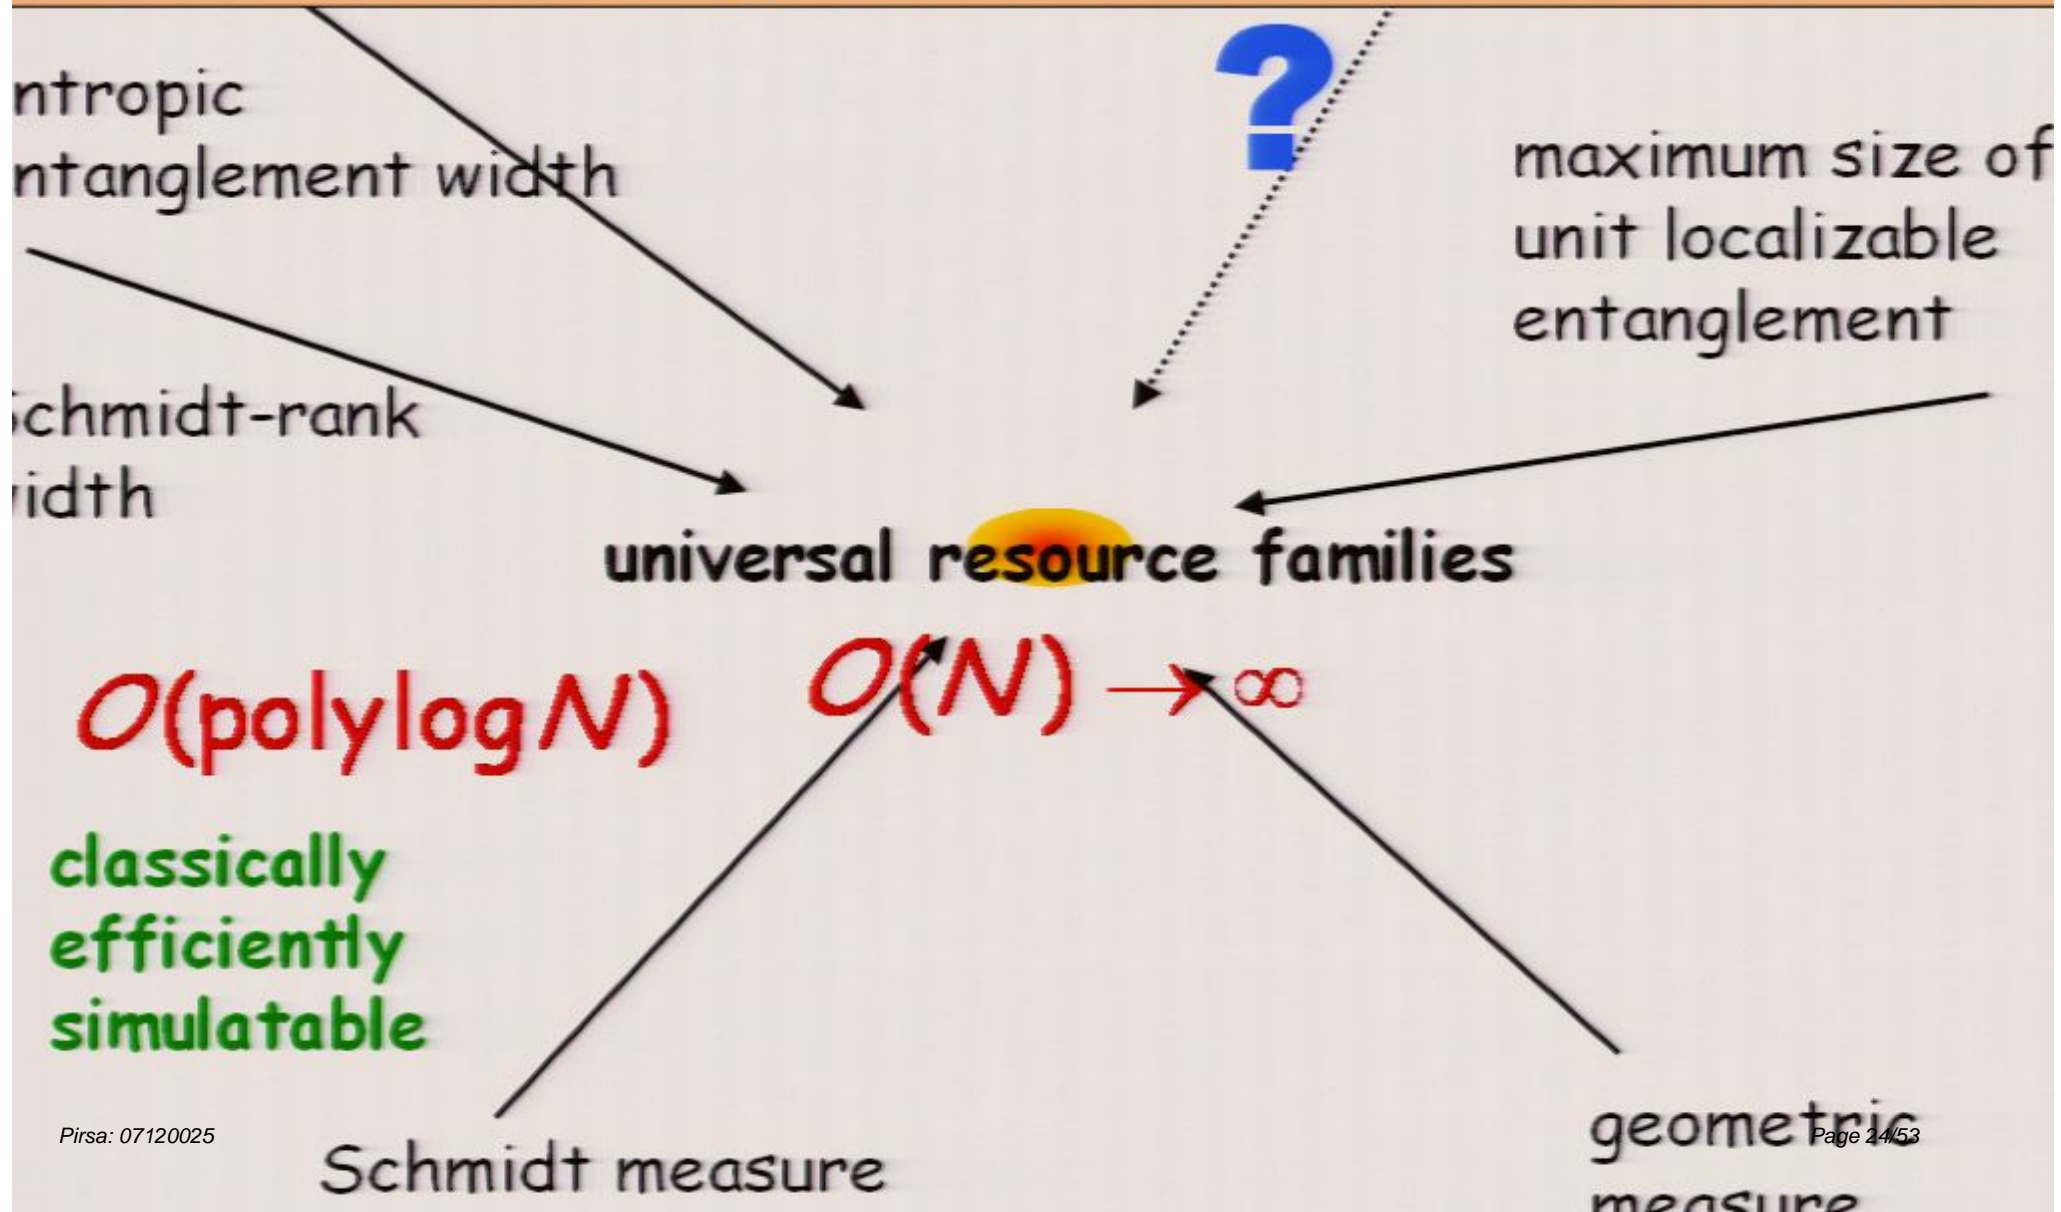 ntropic
ntanglement width
?
maximum size of
unit localizable
entanglement
chmidt-rank
idth
universal resource families
O(polylog N)
O(N) → ∞
classically
efficiently
simulatable
Schmidt measure
geometric
measure
Pirsa: 07120025
Page 24/53